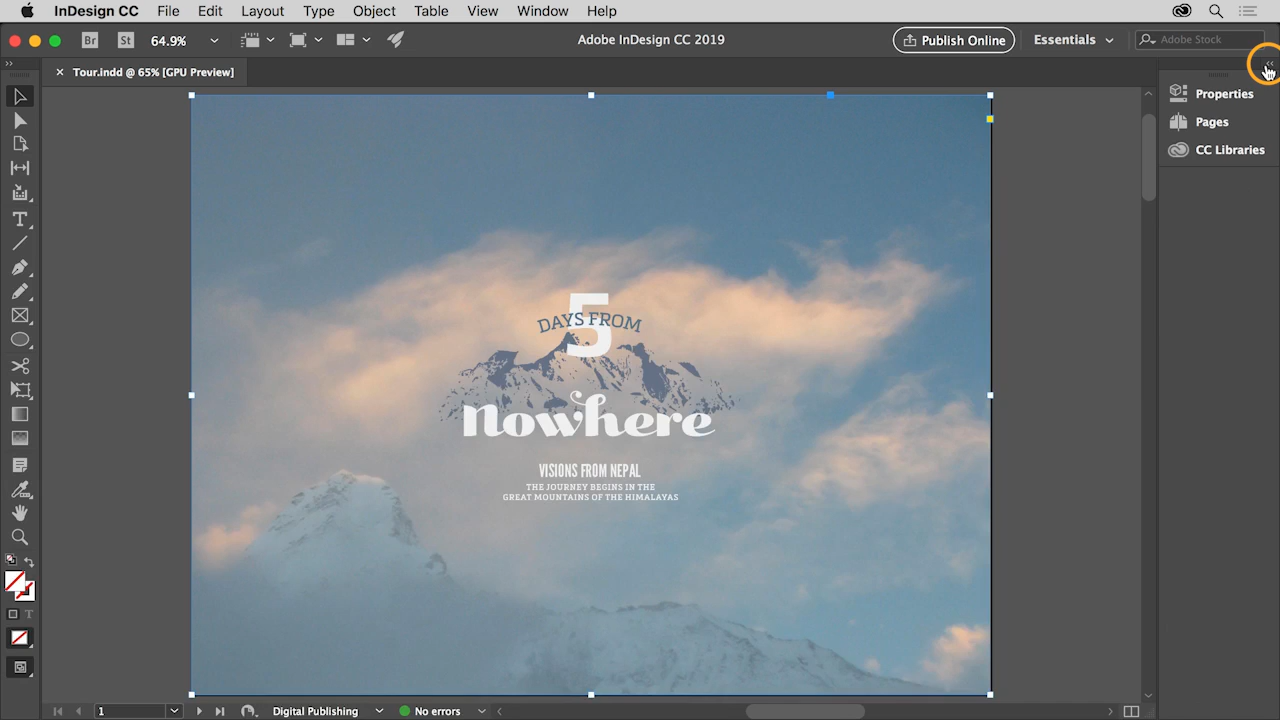 InDesign CC File Edit Layout Type Object Table View Window Help
Br St 64.9% Adobe InDesign CC 2019 Publish Online Essentials Adobe Stock
Tour.indd @ 65% [GPU Preview]
Properties
Pages
CC Libraries
5
DAYS FROM
Nowhere
VISIONS FROM NEPAL
THE JOURNEY BEGINS IN THE
GREAT MOUNTAINS OF THE HIMALAYAS
1 Digital Publishing No errors